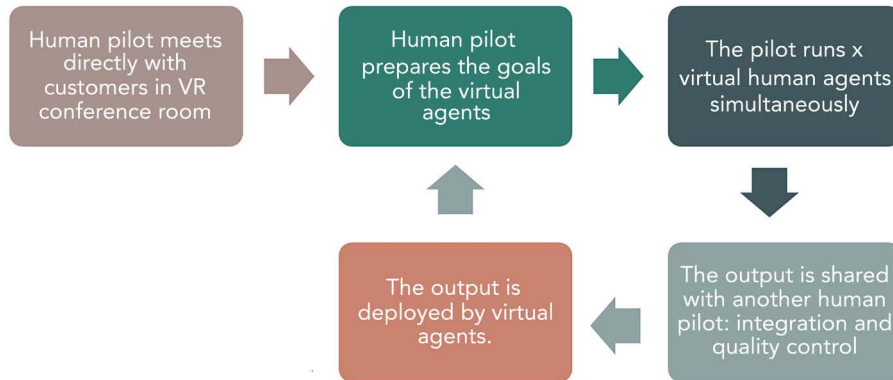 Human pilot meets
directly with
customers in VR
conference room
Human pilot
prepares the goals
of the virtual
agents
The pilot runs x
virtual human agents
simultaneously
The output is shared
with another human
pilot: integration and
quality control
The output is
deployed by virtual
agents.